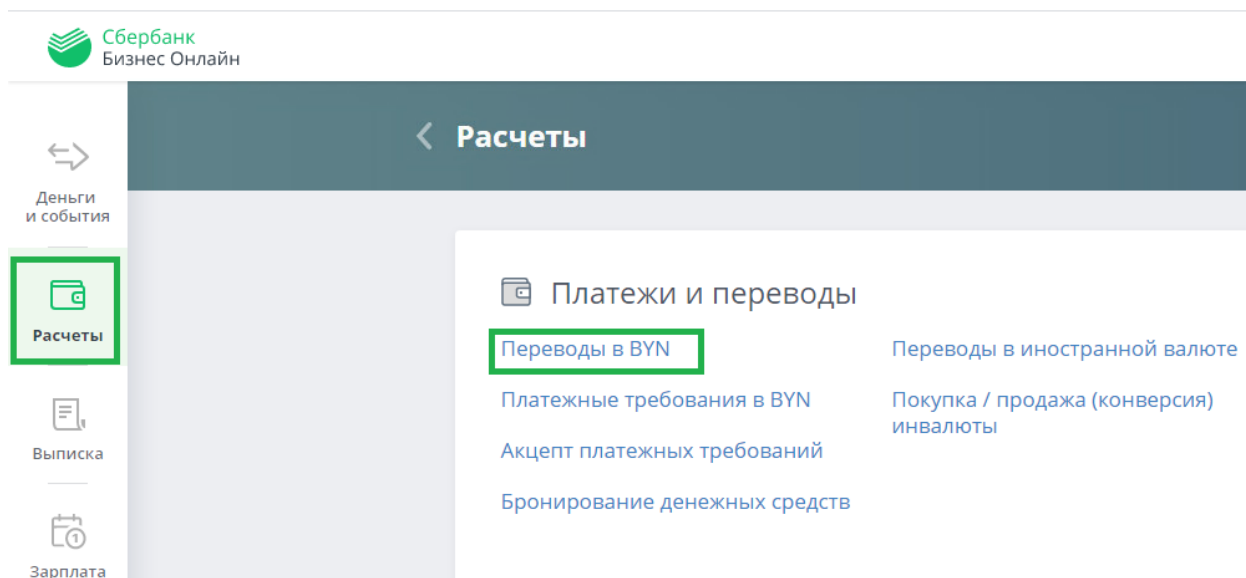 Сбербанк
Бизнес Онлайн
Расчеты
Деньги
и события
Расчеты
Выписка
1
Зарплата
Платежи и переводы
Переводы в BYN
Платежные требования в BYN
Акцепт платежных требований
Бронирование денежных средств
Переводы в иностранной валюте
Покупка / продажа (конверсия)
инвалюты